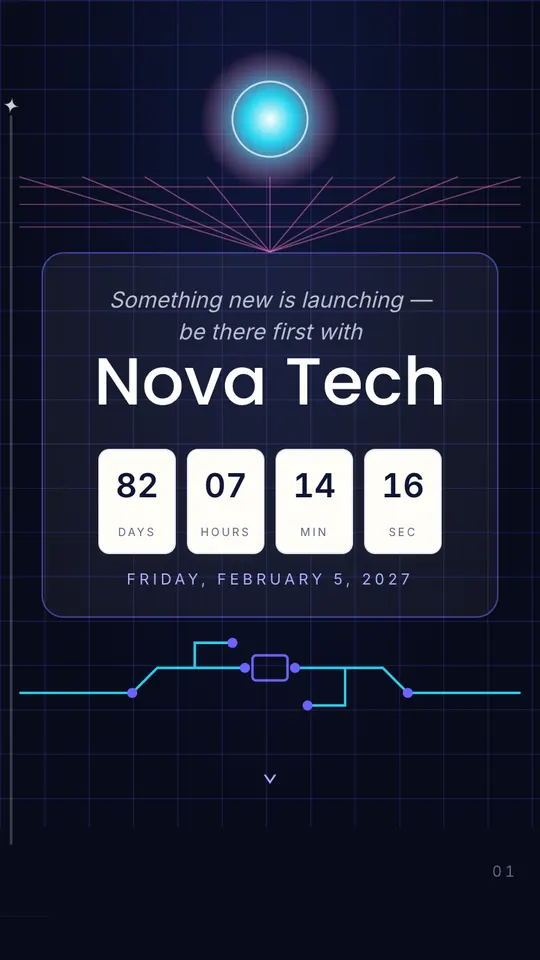 Something new is launching —
be there first with
Nova Tech
82 07 14 16
DAYS HOURS MIN SEC
FRIDAY, FEBRUARY 5, 2027
01